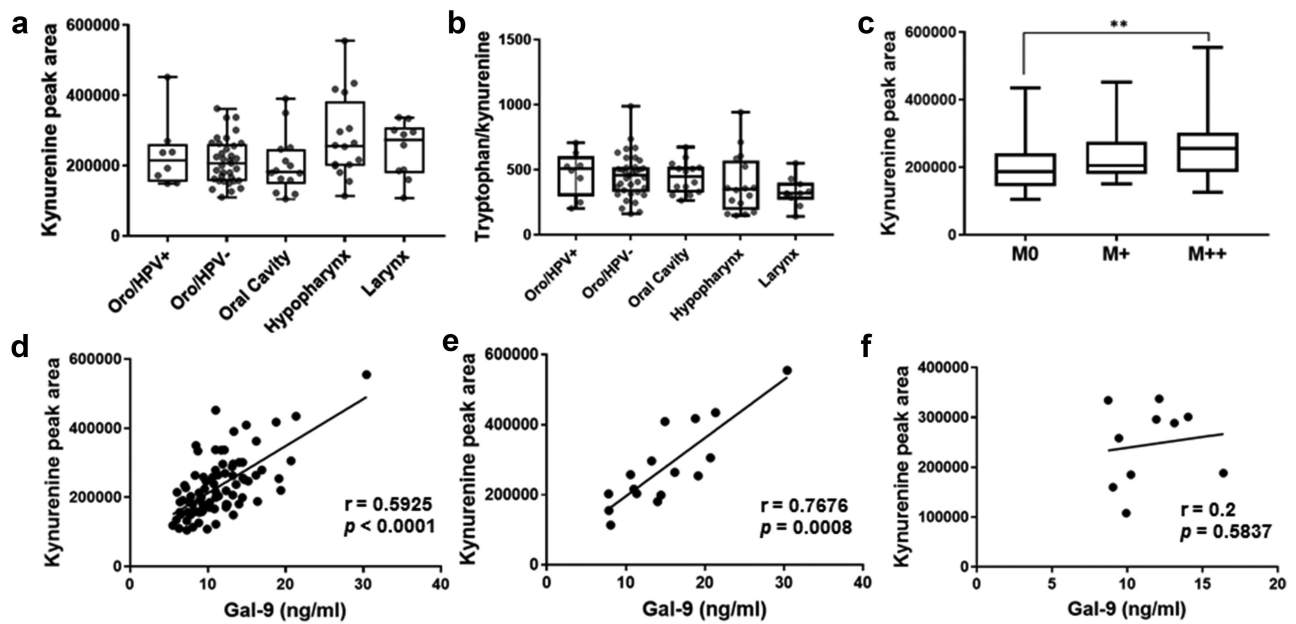 a
Kynurenine peak area
600000
400000
200000
0
Oro/HPV+
Oro/HPV-
Oral Cavity
Hypopharynx
Larynx
b
Tryptophan/kynurenine
1500
1000
500
0
Oro/HPV+
Oro/HPV-
Oral Cavity
Hypopharynx
Larynx
c
Kynurenine peak area
600000
400000
200000
0
**
M0
M+
M++
d
Kynurenine peak area
600000
400000
200000
0
0
10
20
30
40
r = 0.5925
p < 0.0001
Gal-9 (ng/ml)
e
Kynurenine peak area
600000
400000
200000
0
0
10
20
30
40
r = 0.7676
p = 0.0008
Gal-9 (ng/ml)
f
Kynurenine peak area
400000
300000
200000
100000
0
0
5
10
15
20
r = 0.2
p = 0.5837
Gal-9 (ng/ml)